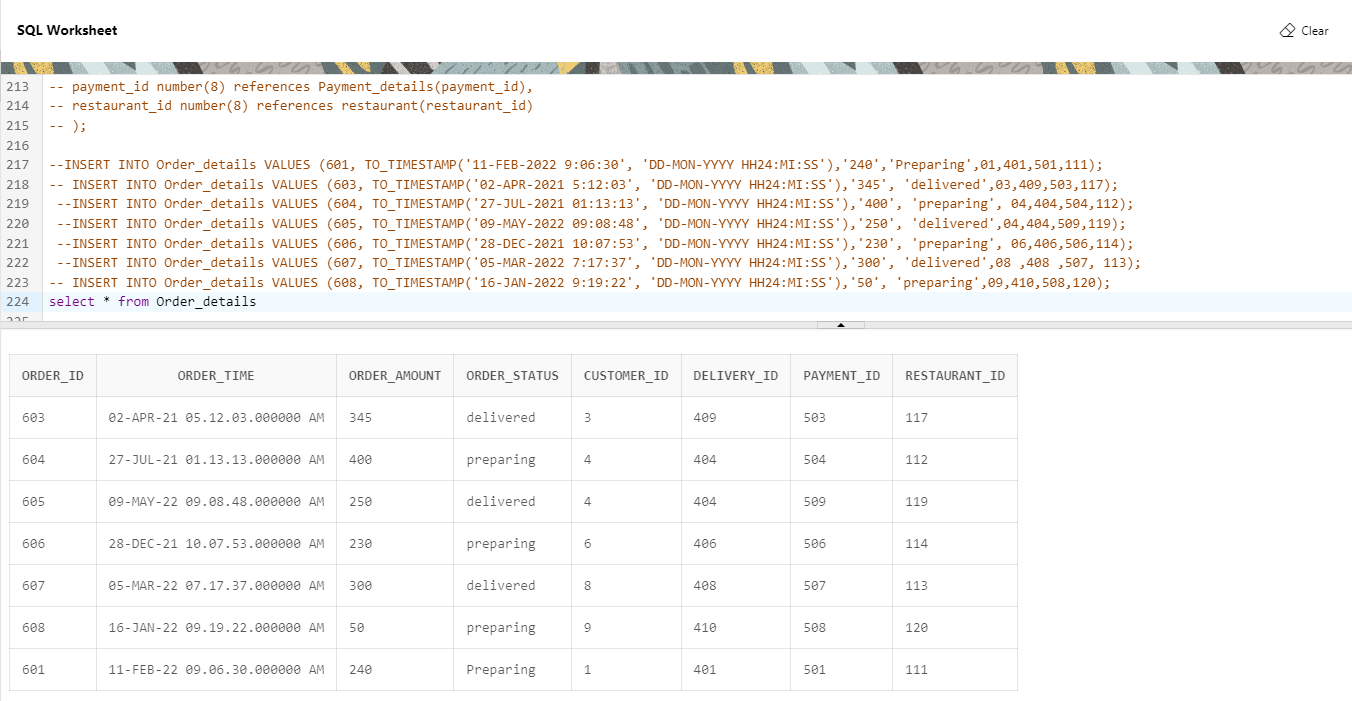 SQL Worksheet
Clear
213 -- payment_id number(8) references Payment_details(payment_id),
214 -- restaurant_id number(8) references restaurant(restaurant_id)
215 -- );
216
217 --INSERT INTO Order_details VALUES (601, TO_TIMESTAMP('11-FEB-2022 9:06:30', 'DD-MON-YYYY HH24:MI:SS'),'240','Preparing',01,401,501,111);
218 -- INSERT INTO Order_details VALUES (603, TO_TIMESTAMP('02-APR-2021 5:12:03', 'DD-MON-YYYY HH24:MI:SS'),'345', 'delivered',03,409,503,117);
219 --INSERT INTO Order_details VALUES (604, TO_TIMESTAMP('27-JUL-2021 01:13:13', 'DD-MON-YYYY HH24:MI:SS'),'400', 'preparing', 04,404,504,112);
220 --INSERT INTO Order_details VALUES (605, TO_TIMESTAMP('09-MAY-2022 09:08:48', 'DD-MON-YYYY HH24:MI:SS'),'250', 'delivered',04,404,509,119);
221 --INSERT INTO Order_details VALUES (606, TO_TIMESTAMP('28-DEC-2021 10:07:53', 'DD-MON-YYYY HH24:MI:SS'),'230', 'preparing', 06,406,506,114);
222 --INSERT INTO Order_details VALUES (607, TO_TIMESTAMP('05-MAR-2022 7:17:37', 'DD-MON-YYYY HH24:MI:SS'),'300', 'delivered',08 ,408 ,507, 113);
223 -- INSERT INTO Order_details VALUES (608, TO_TIMESTAMP('16-JAN-2022 9:19:22', 'DD-MON-YYYY HH24:MI:SS'),'50', 'preparing',09,410,508,120);
224 select * from Order_details
225
ORDER_ID ORDER_TIME ORDER_AMOUNT ORDER_STATUS CUSTOMER_ID DELIVERY_ID PAYMENT_ID RESTAURANT_ID
603 02-APR-21 05.12.03.000000 AM 345 delivered 3 409 503 117
604 27-JUL-21 01.13.13.000000 AM 400 preparing 4 404 504 112
605 09-MAY-22 09.08.48.000000 AM 250 delivered 4 404 509 119
606 28-DEC-21 10.07.53.000000 AM 230 preparing 6 406 506 114
607 05-MAR-22 07.17.37.000000 AM 300 delivered 8 408 507 113
608 16-JAN-22 09.19.22.000000 AM 50 preparing 9 410 508 120
601 11-FEB-22 09.06.30.000000 AM 240 Preparing 1 401 501 111